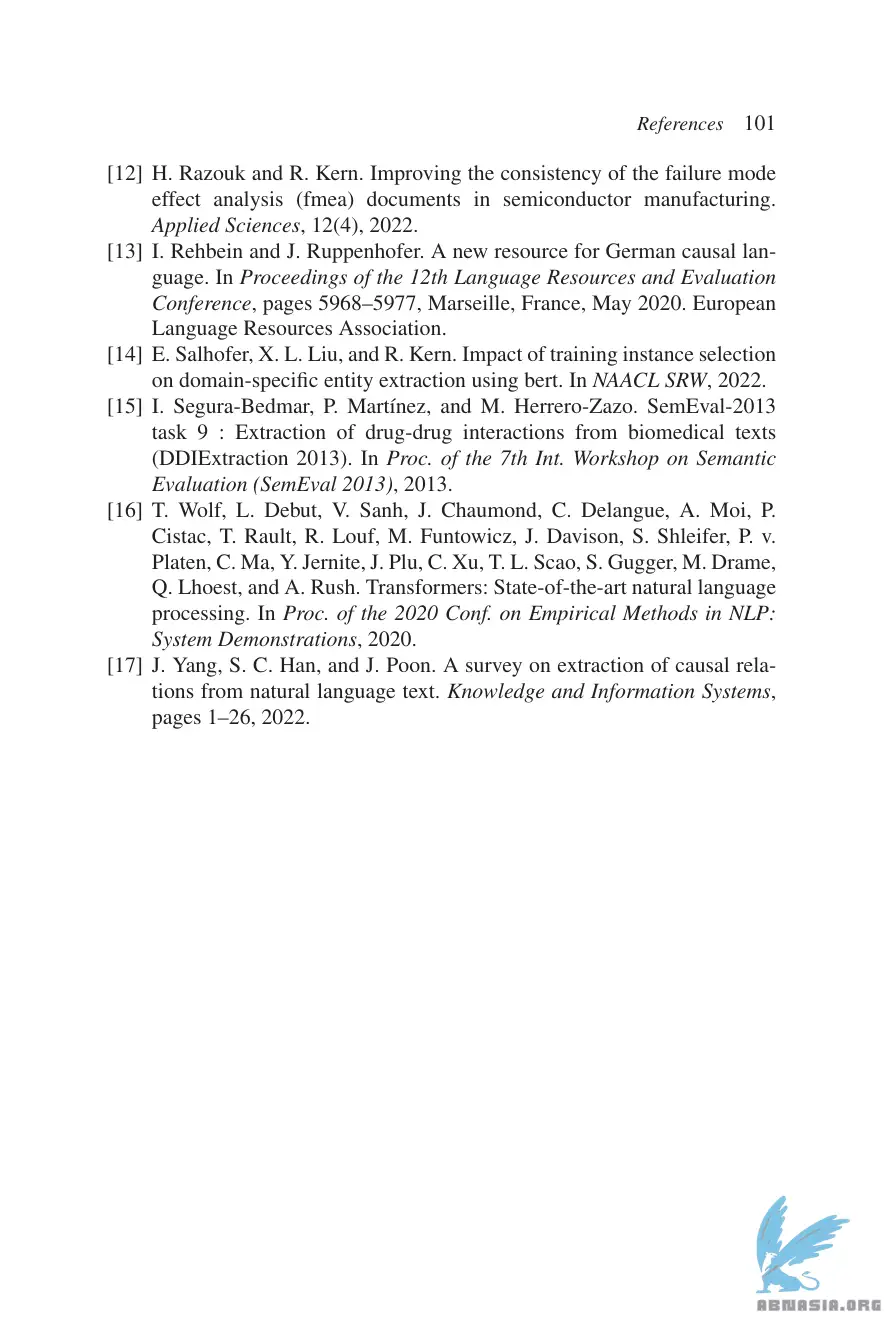 References 101
[12] H. Razouk and R. Kern. Improving the consistency of the failure mode
effect analysis (fmea) documents in semiconductor manufacturing.
Applied Sciences, 12(4), 2022.
[13] I. Rehbein and J. Ruppenhofer. A new resource for German causal lan-
guage. In Proceedings of the 12th Language Resources and Evaluation
Conference, pages 5968–5977, Marseille, France, May 2020. European
Language Resources Association.
[14] E. Salhofer, X. L. Liu, and R. Kern. Impact of training instance selection
on domain-specific entity extraction using bert. In NAACL SRW, 2022.
[15] I. Segura-Bedmar, P. Martínez, and M. Herrero-Zazo. SemEval-2013
task 9 : Extraction of drug-drug interactions from biomedical texts
(DDIExtraction 2013). In Proc. of the 7th Int. Workshop on Semantic
Evaluation (SemEval 2013), 2013.
[16] T. Wolf, L. Debut, V. Sanh, J. Chaumond, C. Delangue, A. Moi, P.
Cistac, T. Rault, R. Louf, M. Funtowicz, J. Davison, S. Shleifer, P. v.
Platen, C. Ma, Y. Jernite, J. Plu, C. Xu, T. L. Scao, S. Gugger, M. Drame,
Q. Lhoest, and A. Rush. Transformers: State-of-the-art natural language
processing. In Proc. of the 2020 Conf. on Empirical Methods in NLP:
System Demonstrations, 2020.
[17] J. Yang, S. C. Han, and J. Poon. A survey on extraction of causal rela-
tions from natural language text. Knowledge and Information Systems,
pages 1–26, 2022.
ABNASIA.ORG